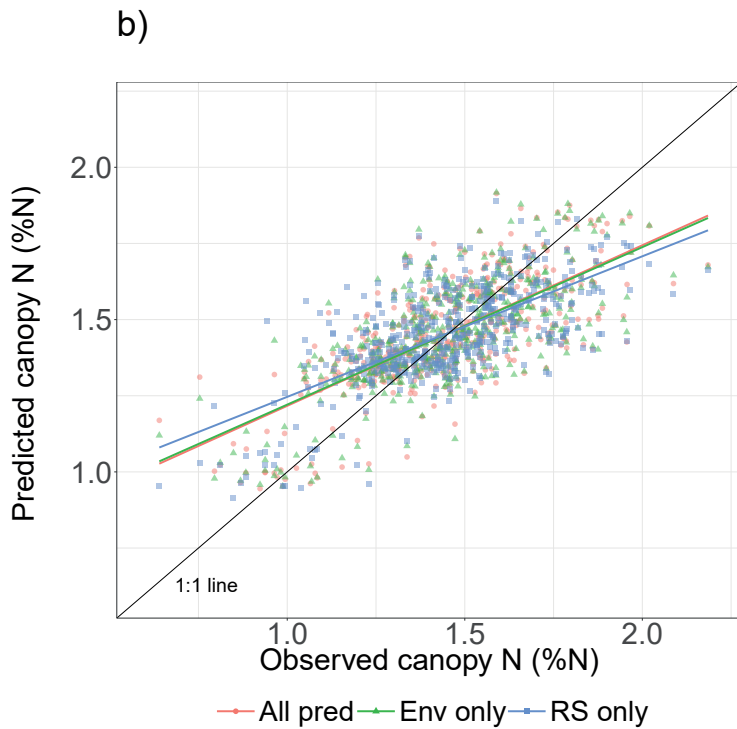 b)
Predicted canopy N (%N)
2.0
1.5
1.0
1:1 line
1.0 1.5 2.0
Observed canopy N (%N)
All pred Env only RS only